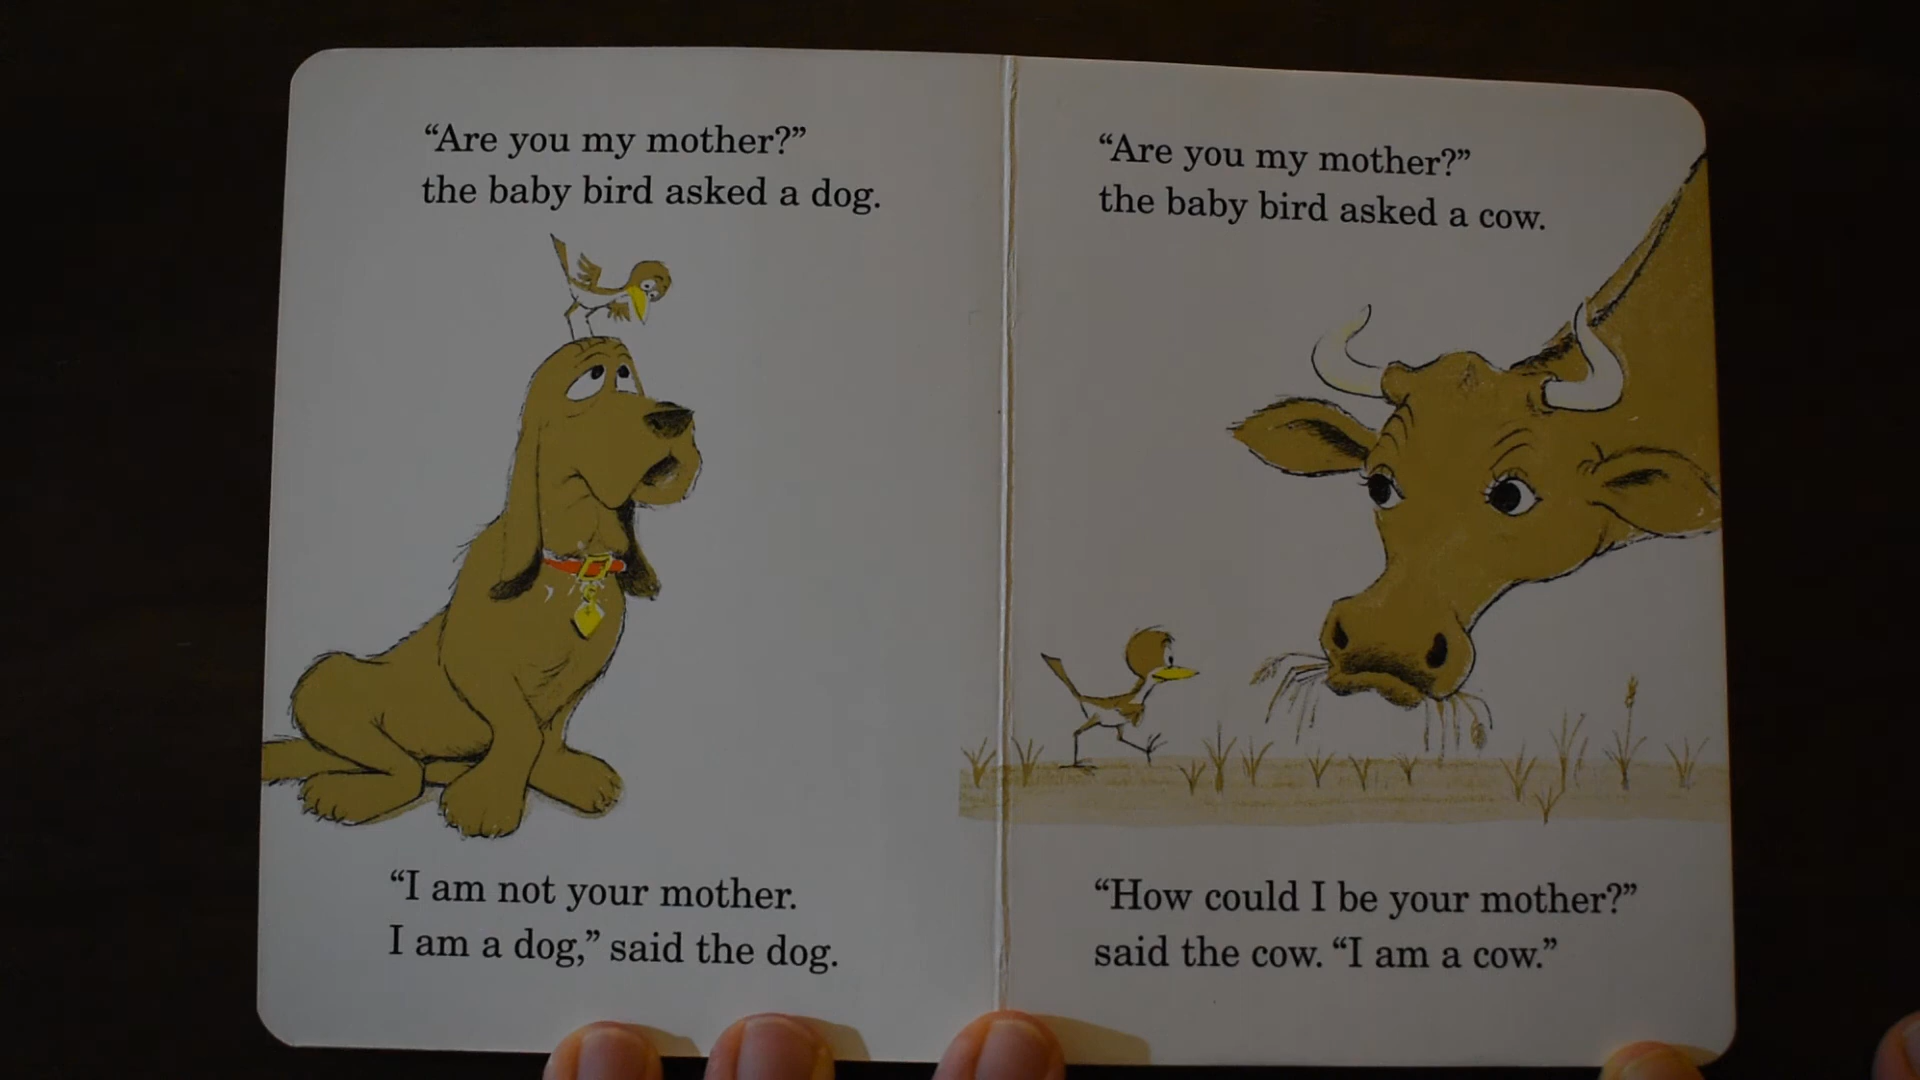 “Are you my mother?”
the baby bird asked a dog.
“I am not your mother.
I am a dog,” said the dog.
“Are you my mother?”
the baby bird asked a cow.
“How could I be your mother?”
said the cow. “I am a cow.”